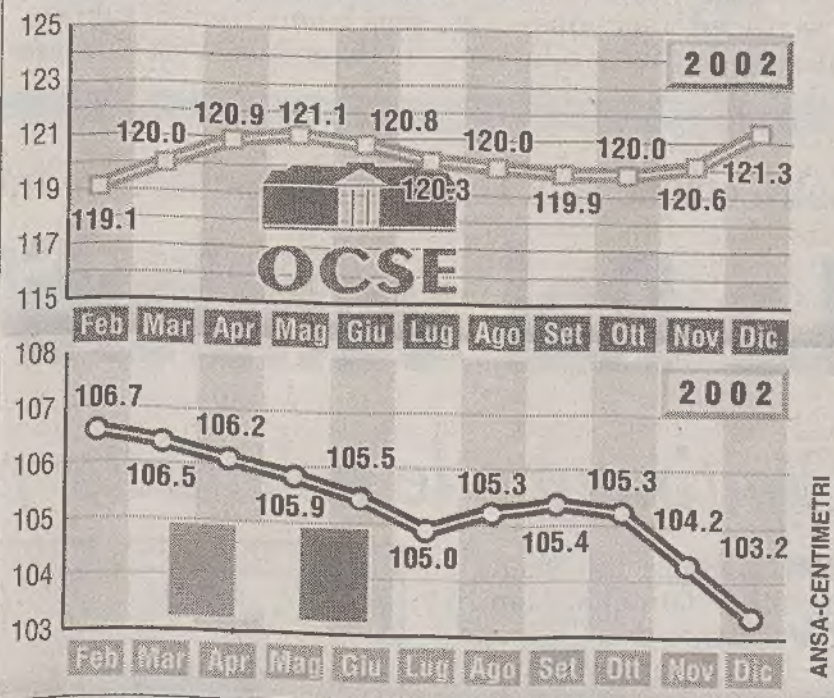 125
2002
123
120.9 121.1 120.8
120.0 120.0 120.0
121
119
120.3 119.9 120.6 121.3
119.1
117
OCSE
115
Feb Mar Apr Mag Giu Lug Ago Set Ott Nov Dic
108
2002
106.7
107
106.2
106
106.5 105.5
105.9 105.3 105.3
105
104.2
105.0 105.4 103.2
104
103
Feb Mar Apr Mag Giu Lug Ago Set Ott Nov Dic
ANSA-CENTIMETRI